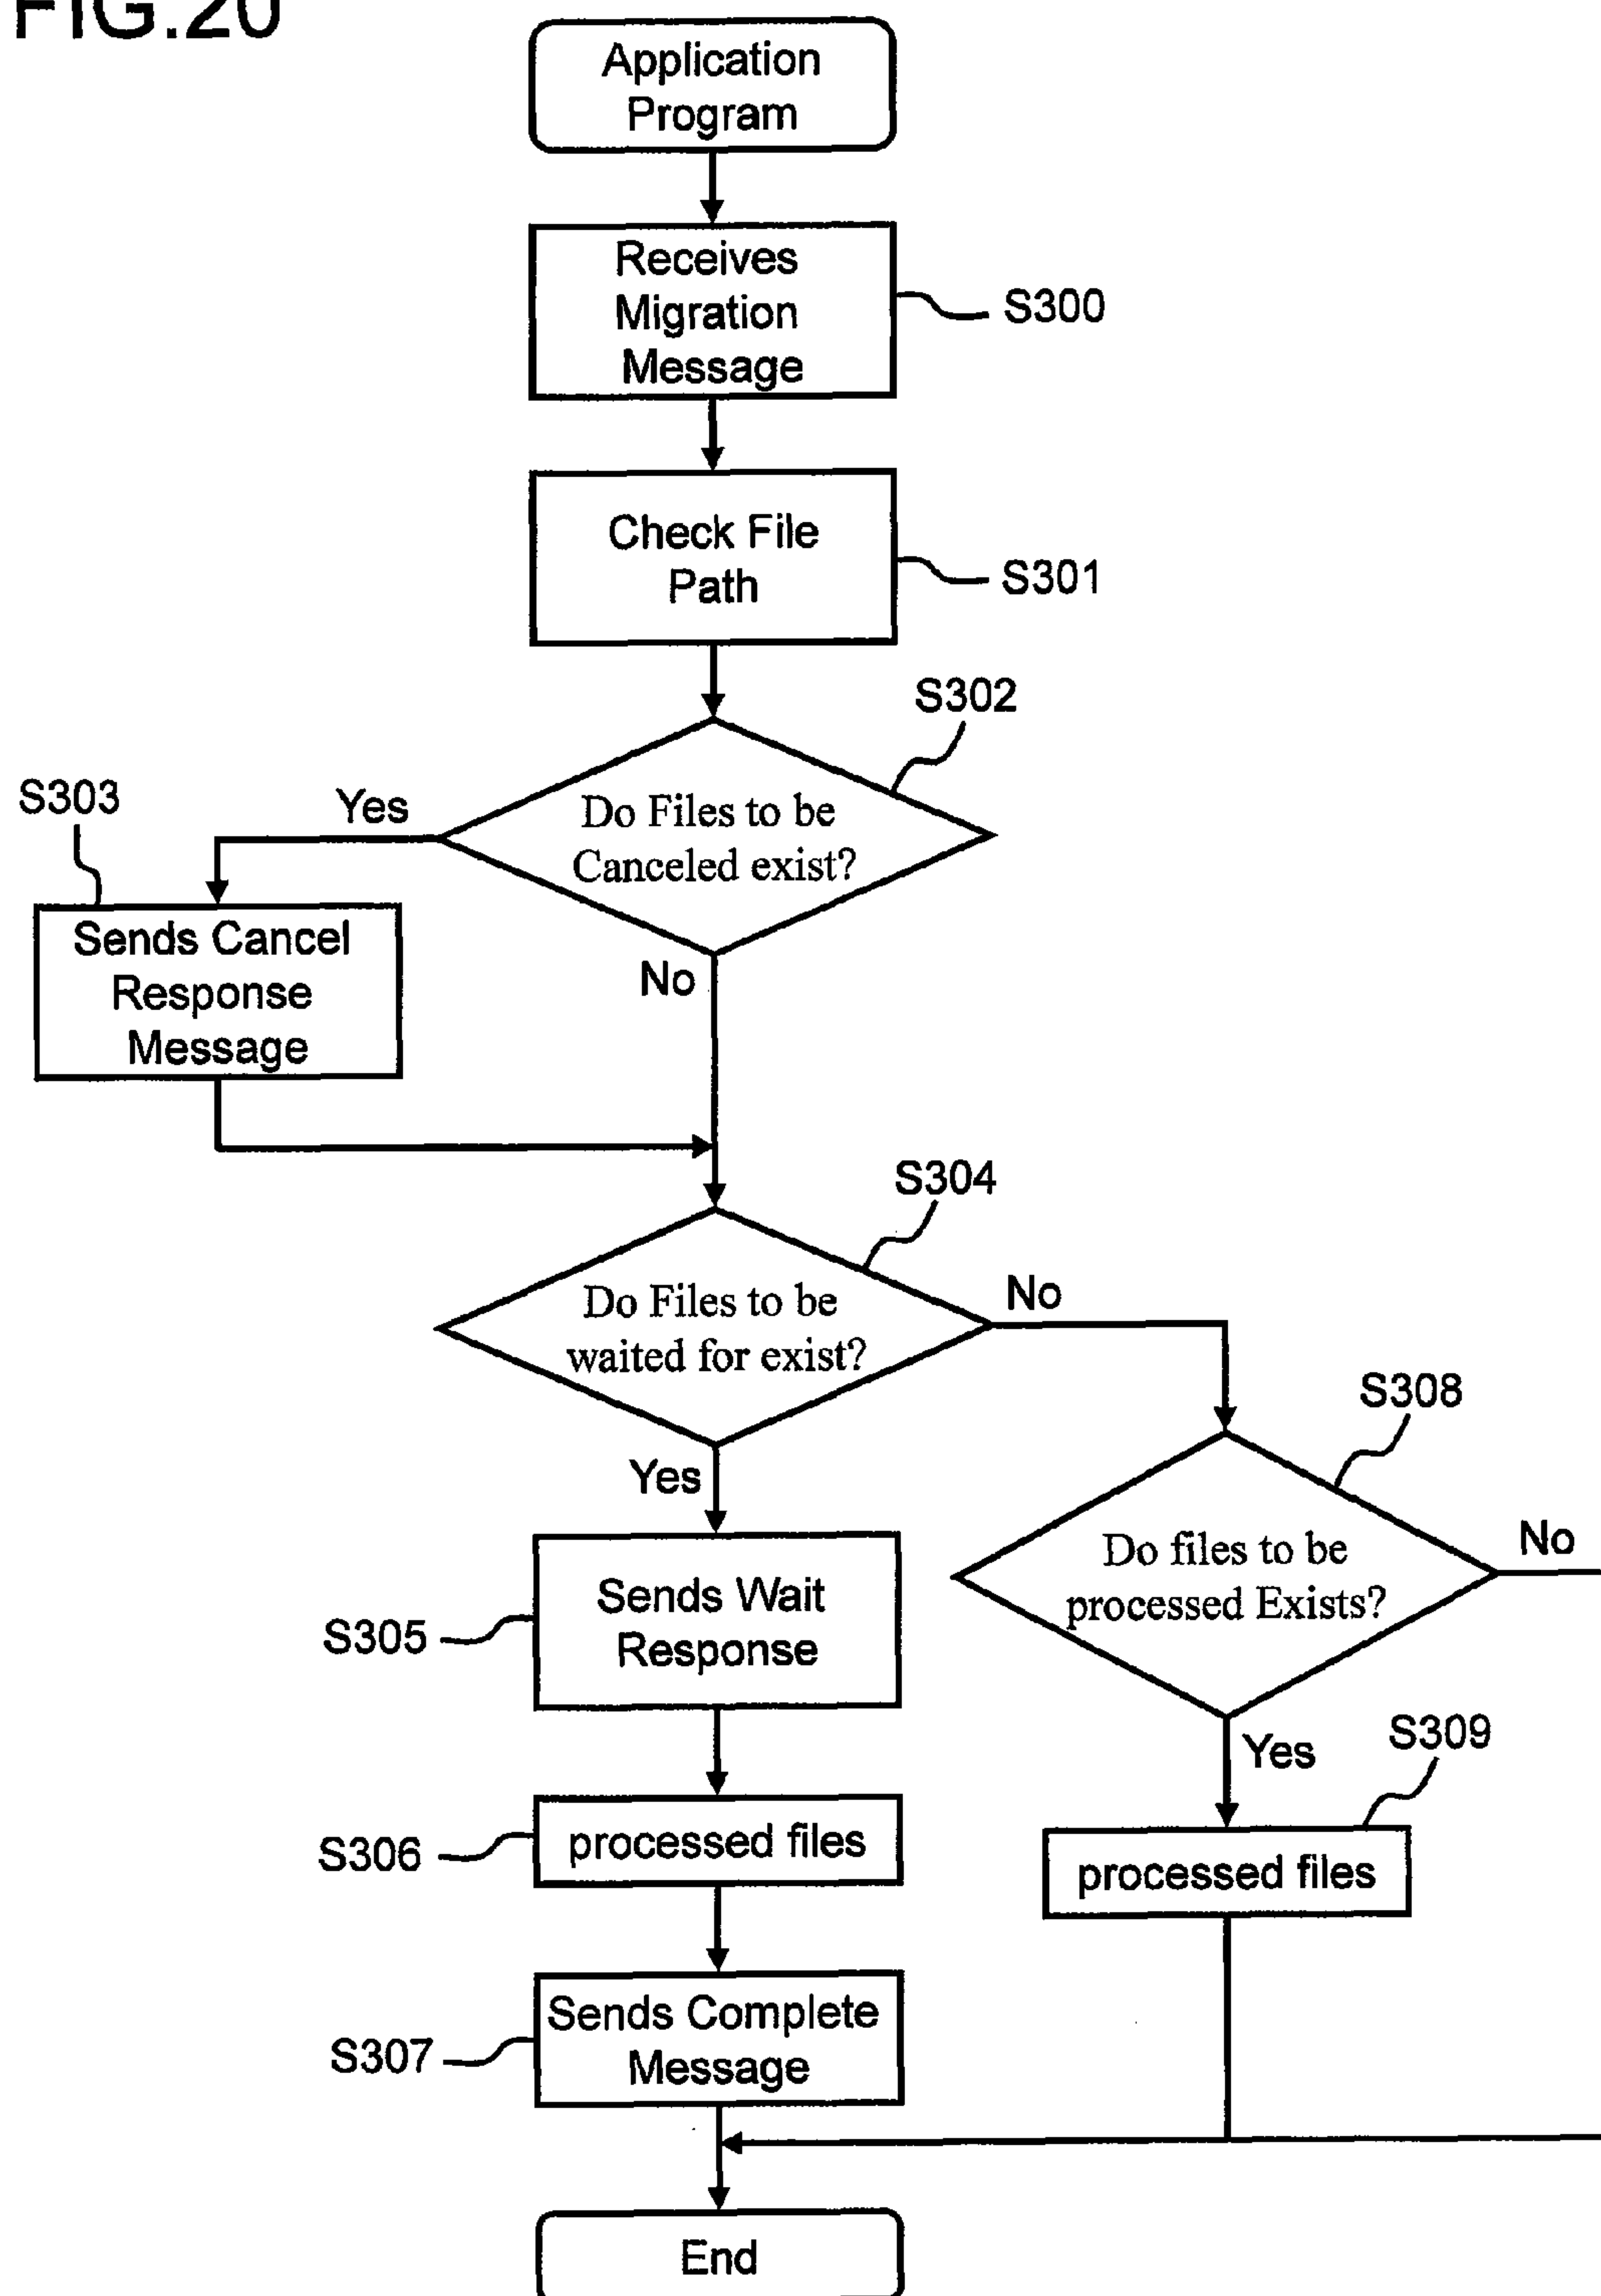 FIG.20
Application
Program
Receives
Migration
Message
S300
Check File
Path
S301
S302
Do Files to be
Canceled exist?
Yes
No
S303
Sends Cancel
Response
Message
S304
Do Files to be
waited for exist?
No
Yes
S308
Do files to be
processed Exists?
No
Yes
S305
Sends Wait
Response
S309
processed files
S306
processed files
S307
Sends Complete
Message
End